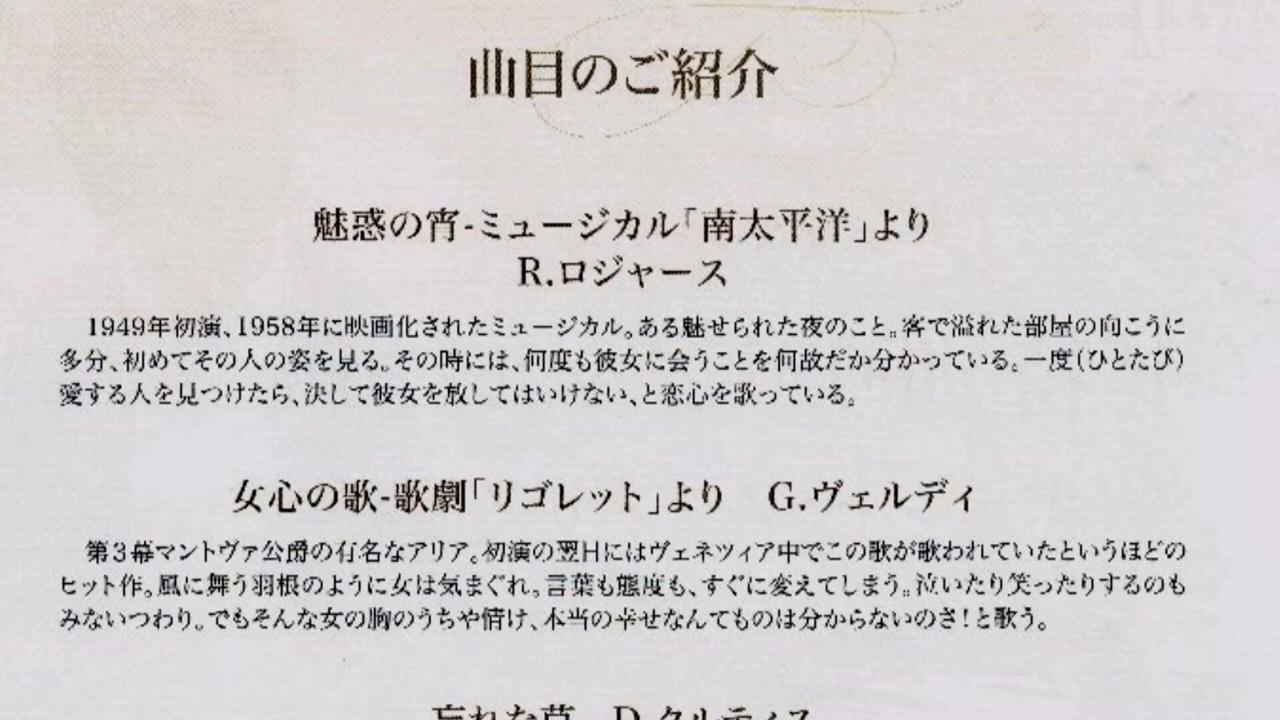 曲目のご紹介
魅惑の宵-ミュージカル「南太平洋」より
R.ロジャース
1949年初演、1958年に映画化されたミュージカル。ある魅せられた夜のこと。客で溢れた部屋の向こうに
多分、初めてその人の姿を見る。その時には、何度も彼女に会うことを何故だか分かっている。一度(ひとたび)
愛する人を見つけたら、決して彼女を放してはいけない、と恋心を歌っている。
女心の歌-歌劇「リゴレット」より　G.ヴェルディ
第3幕マントヴァ公爵の有名なアリア。初演の翌日にはヴェネツィア中でこの歌が歌われていたというほどの
ヒット作。風に舞う羽根のように女は気まぐれ。言葉も態度も、すぐに変えてしまう。泣いたり笑ったりするのも
みないつわり。でもそんな女の胸のうちや情け、本当の幸せなんてものは分からないのさ！と歌う。
忘れな草　D.クルティス